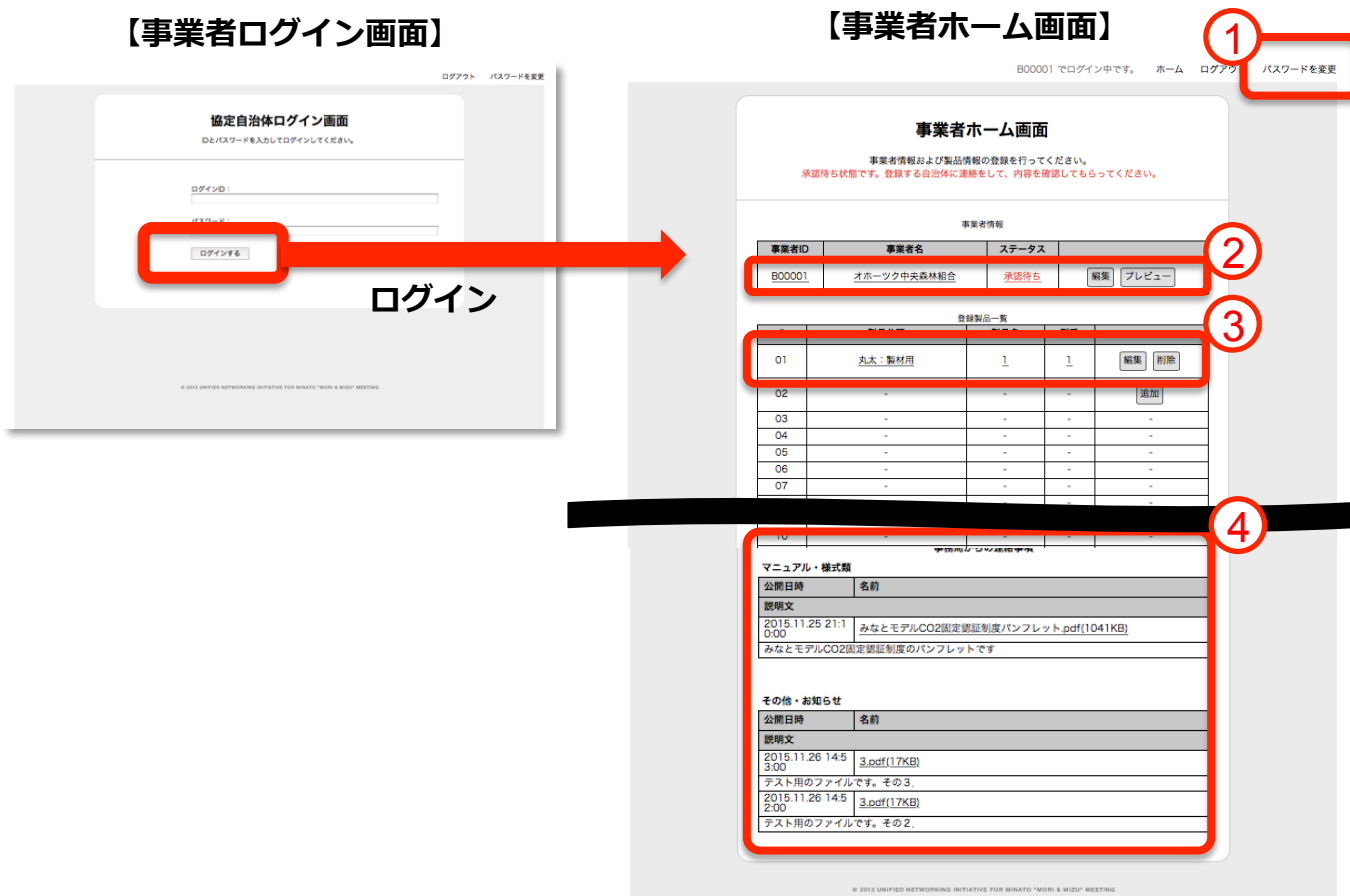 【事業者ログイン画面】
ログアウト パスワードを変更
協定自治体ログイン画面
IDとパスワードを入力してログインしてください。
ログインID：
パスワード：
ログインする
ログイン
© 2012 UNIFIED NETWORKING INITIATIVE FOR MINATO "MORI & MIZU" MEETING
【事業者ホーム画面】
1
B00001 でログイン中です。 ホーム ログアウト パスワードを変更
事業者ホーム画面
事業者情報および製品情報の登録を行ってください。
承認待ち状態です。登録する自治体に連絡をして、内容を確認してもらってください。
事業者情報
2
事業者ID 事業者名 ステータス
B00001 オホーツク中央森林組合 承認待ち 編集 プレビュー
登録製品一覧
3
01 丸太：製材用 1 1 編集 削除
02 - - - 追加
03 - - - -
04 - - - -
05 - - - -
06 - - - -
07 - - - -
4
10 - - - -
事務局からの連絡事項
マニュアル・様式類
公開日時 名前
説明文
2015.11.25 21:1
0:00 みなとモデルCO2固定認証制度パンフレット.pdf(1041KB)
みなとモデルCO2固定認証制度のパンフレットです
その他・お知らせ
公開日時 名前
説明文
2015.11.26 14:5
3:00 3.pdf(17KB)
テスト用のファイルです。その３.
2015.11.26 14:5
2:00 3.pdf(17KB)
テスト用のファイルです。その２.
© 2012 UNIFIED NETWORKING INITIATIVE FOR MINATO "MORI & MIZU" MEETING